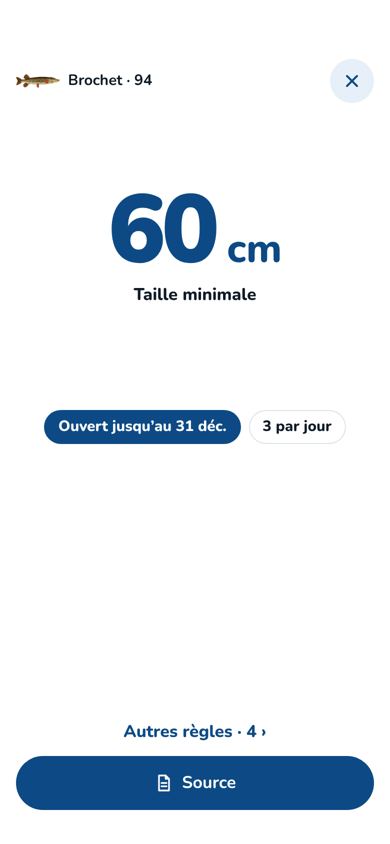 Brochet · 94
60 cm
Taille minimale
Ouvert jusqu'au 31 déc.
3 par jour
Autres règles · 4 ›
Source